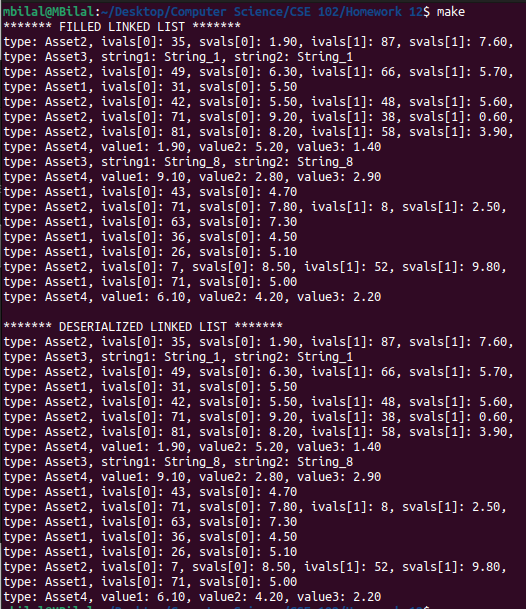 mbilal@MBilal:~/Desktop/Computer Science/CSE 102/Homework 12$ make
******* FILLED LINKED LIST *******
type: Asset2, ivals[0]: 35, svals[0]: 1.90, ivals[1]: 87, svals[1]: 7.60,
type: Asset3, string1: String_1, string2: String_1
type: Asset2, ivals[0]: 49, svals[0]: 6.30, ivals[1]: 66, svals[1]: 5.70,
type: Asset1, ivals[0]: 31, svals[0]: 5.50
type: Asset2, ivals[0]: 42, svals[0]: 5.50, ivals[1]: 48, svals[1]: 5.60,
type: Asset2, ivals[0]: 71, svals[0]: 9.20, ivals[1]: 38, svals[1]: 0.60,
type: Asset2, ivals[0]: 81, svals[0]: 8.20, ivals[1]: 58, svals[1]: 3.90,
type: Asset4, value1: 1.90, value2: 5.20, value3: 1.40
type: Asset3, string1: String_8, string2: String_8
type: Asset4, value1: 9.10, value2: 2.80, value3: 2.90
type: Asset1, ivals[0]: 43, svals[0]: 4.70
type: Asset2, ivals[0]: 71, svals[0]: 7.80, ivals[1]: 8, svals[1]: 2.50,
type: Asset1, ivals[0]: 63, svals[0]: 7.30
type: Asset1, ivals[0]: 36, svals[0]: 4.50
type: Asset1, ivals[0]: 26, svals[0]: 5.10
type: Asset2, ivals[0]: 7, svals[0]: 8.50, ivals[1]: 52, svals[1]: 9.80,
type: Asset1, ivals[0]: 71, svals[0]: 5.00
type: Asset4, value1: 6.10, value2: 4.20, value3: 2.20
******* DESERIALIZED LINKED LIST *******
type: Asset2, ivals[0]: 35, svals[0]: 1.90, ivals[1]: 87, svals[1]: 7.60,
type: Asset3, string1: String_1, string2: String_1
type: Asset2, ivals[0]: 49, svals[0]: 6.30, ivals[1]: 66, svals[1]: 5.70,
type: Asset1, ivals[0]: 31, svals[0]: 5.50
type: Asset2, ivals[0]: 42, svals[0]: 5.50, ivals[1]: 48, svals[1]: 5.60,
type: Asset2, ivals[0]: 71, svals[0]: 9.20, ivals[1]: 38, svals[1]: 0.60,
type: Asset2, ivals[0]: 81, svals[0]: 8.20, ivals[1]: 58, svals[1]: 3.90,
type: Asset4, value1: 1.90, value2: 5.20, value3: 1.40
type: Asset3, string1: String_8, string2: String_8
type: Asset4, value1: 9.10, value2: 2.80, value3: 2.90
type: Asset1, ivals[0]: 43, svals[0]: 4.70
type: Asset2, ivals[0]: 71, svals[0]: 7.80, ivals[1]: 8, svals[1]: 2.50,
type: Asset1, ivals[0]: 63, svals[0]: 7.30
type: Asset1, ivals[0]: 36, svals[0]: 4.50
type: Asset1, ivals[0]: 26, svals[0]: 5.10
type: Asset2, ivals[0]: 7, svals[0]: 8.50, ivals[1]: 52, svals[1]: 9.80,
type: Asset1, ivals[0]: 71, svals[0]: 5.00
type: Asset4, value1: 6.10, value2: 4.20, value3: 2.20